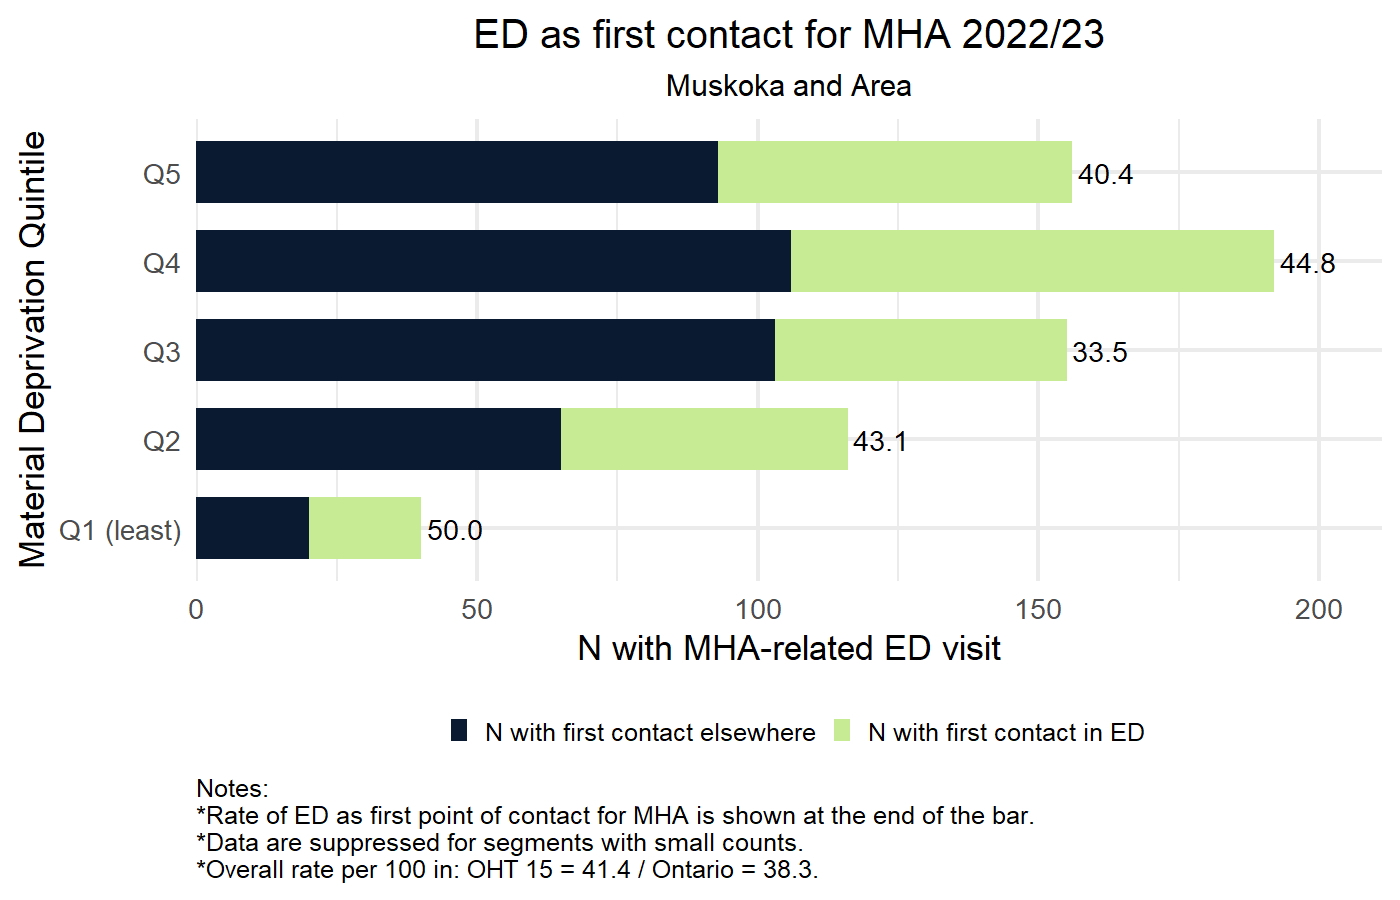 ED as first contact for MHA 2022/23
Muskoka and Area
Material Deprivation Quintile
Q5
40.4
Q4
44.8
Q3
33.5
Q2
43.1
Q1 (least)
50.0
0 50 100 150 200
N with MHA-related ED visit
N with first contact elsewhere N with first contact in ED
Notes:
*Rate of ED as first point of contact for MHA is shown at the end of the bar.
*Data are suppressed for segments with small counts.
*Overall rate per 100 in: OHT 15 = 41.4 / Ontario = 38.3.